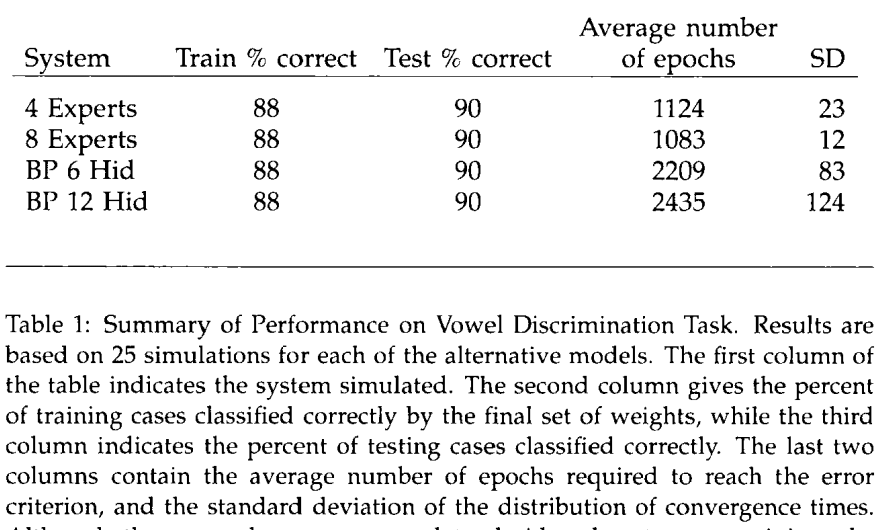 Average number
System Train % correct Test % correct of epochs SD
4 Experts 88 90 1124 23
8 Experts 88 90 1083 12
BP 6 Hid 88 90 2209 83
BP 12 Hid 88 90 2435 124
Table 1: Summary of Performance on Vowel Discrimination Task. Results are
based on 25 simulations for each of the alternative models. The first column of
the table indicates the system simulated. The second column gives the percent
of training cases classified correctly by the final set of weights, while the third
column indicates the percent of testing cases classified correctly. The last two
columns contain the average number of epochs required to reach the error
criterion, and the standard deviation of the distribution of convergence times.